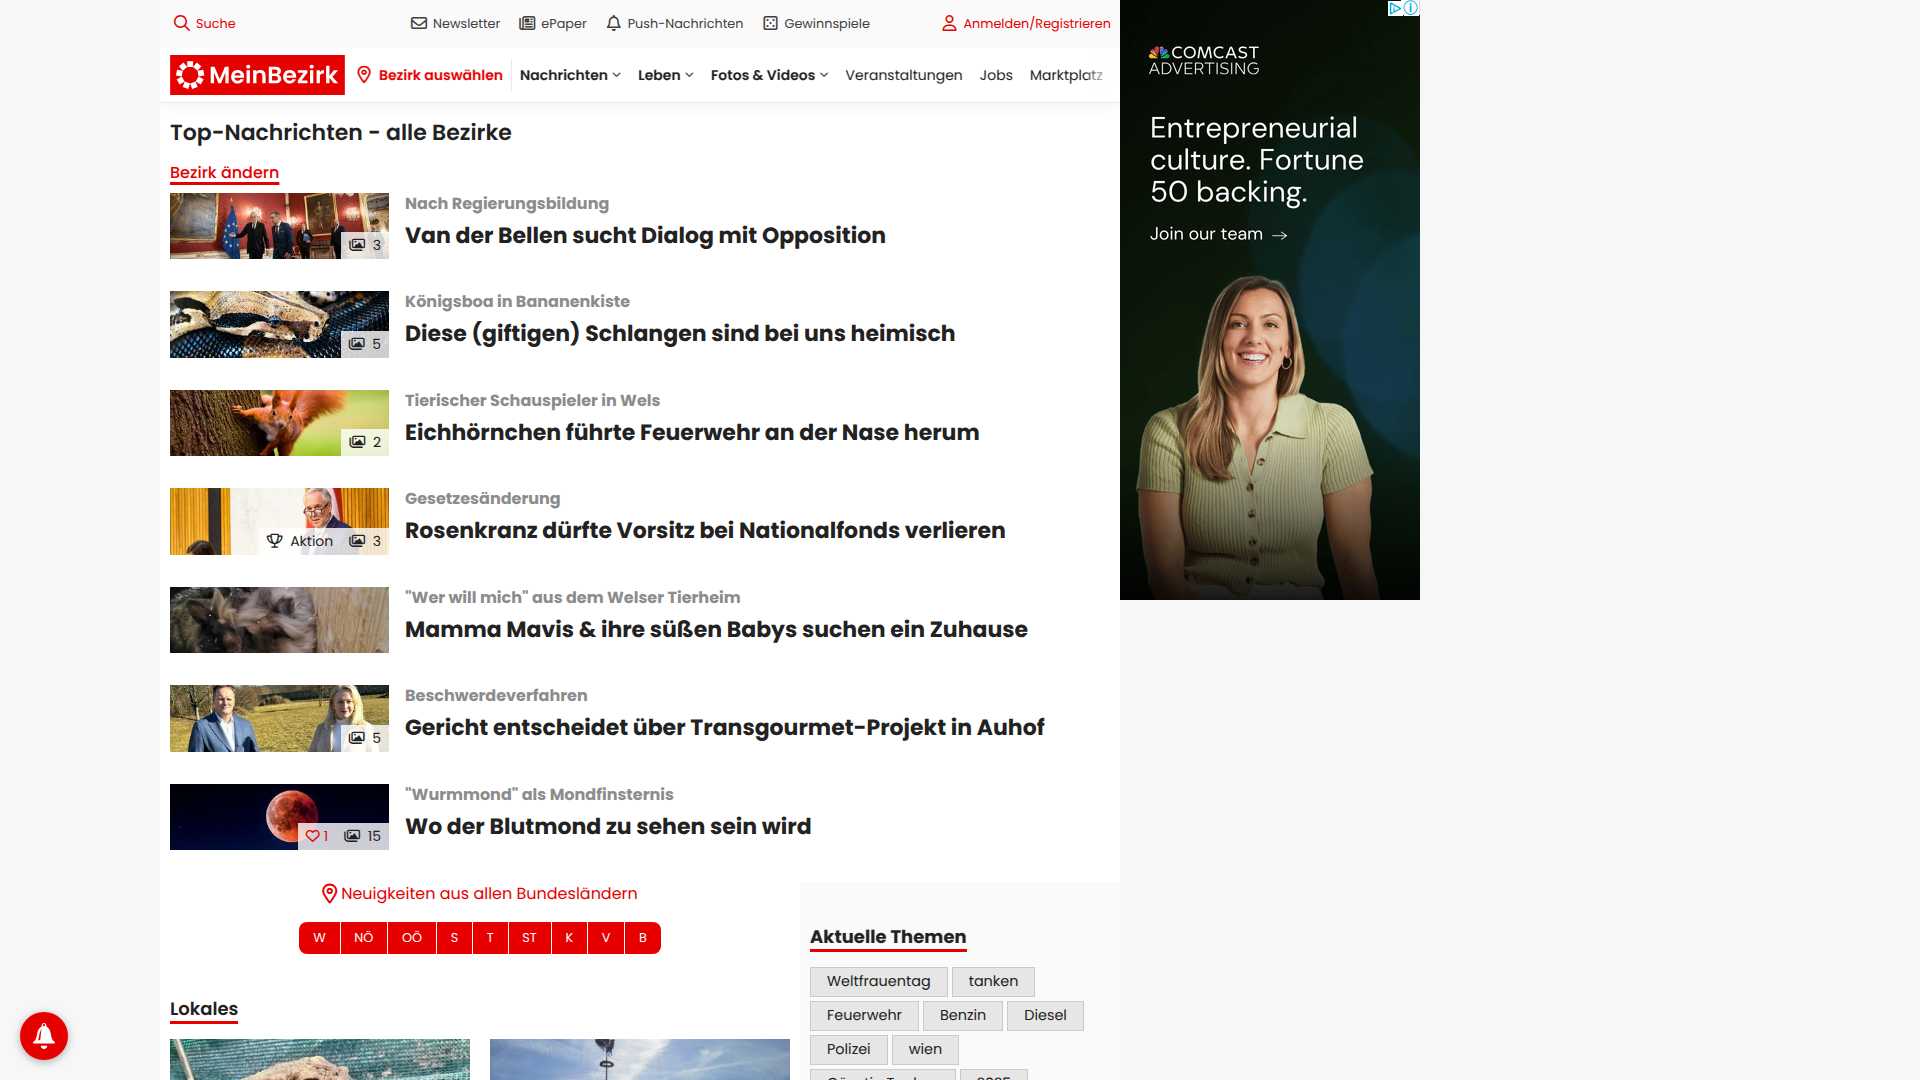 Suche
Newsletter
ePaper
Push-Nachrichten
Gewinnspiele
Anmelden/Registrieren
MeinBezirk
Bezirk auswählen
Nachrichten
Leben
Fotos & Videos
Veranstaltungen
Jobs
Marktplatz
Top-Nachrichten - alle Bezirke
Bezirk ändern
3
Nach Regierungsbildung
Van der Bellen sucht Dialog mit Opposition
5
Königsboa in Bananenkiste
Diese (giftigen) Schlangen sind bei uns heimisch
2
Tierischer Schauspieler in Wels
Eichhörnchen führte Feuerwehr an der Nase herum
Aktion 3
Gesetzesänderung
Rosenkranz dürfte Vorsitz bei Nationalfonds verlieren
"Wer will mich" aus dem Welser Tierheim
Mamma Mavis & ihre süßen Babys suchen ein Zuhause
5
Beschwerdeverfahren
Gericht entscheidet über Transgourmet-Projekt in Auhof
1 15
"Wurmmond" als Mondfinsternis
Wo der Blutmond zu sehen sein wird
Neuigkeiten aus allen Bundesländern
W NÖ OÖ S T ST K V B
Lokales
Aktuelle Themen
Weltfrauentag
tanken
Feuerwehr
Benzin
Diesel
Polizei
wien
COMCAST
ADVERTISING
Entrepreneurial
culture. Fortune
50 backing.
Join our team →